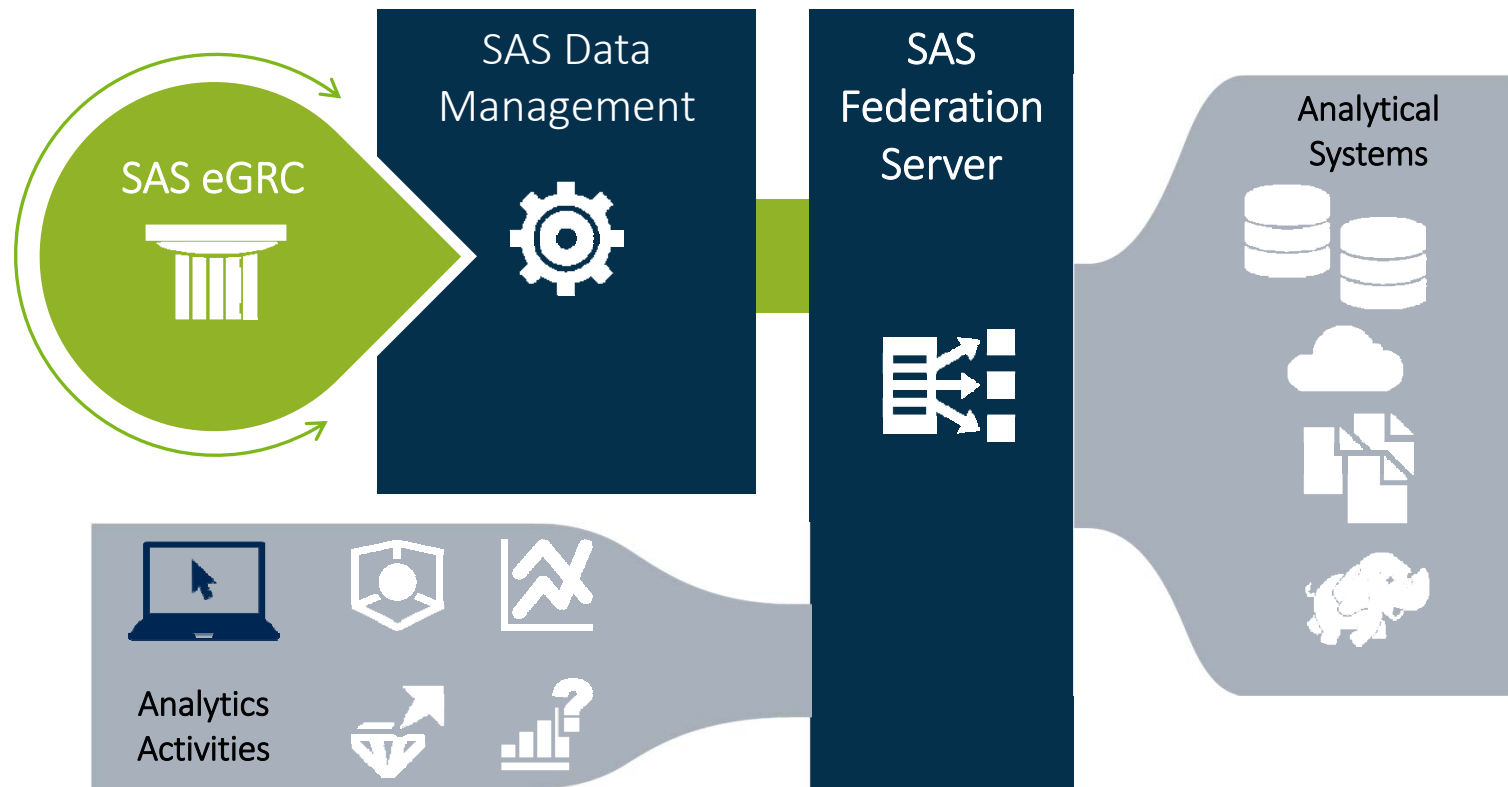 SAS eGRC
SAS Data
Management
SAS
Federation
Server
Analytical
Systems
Analytics
Activities
?